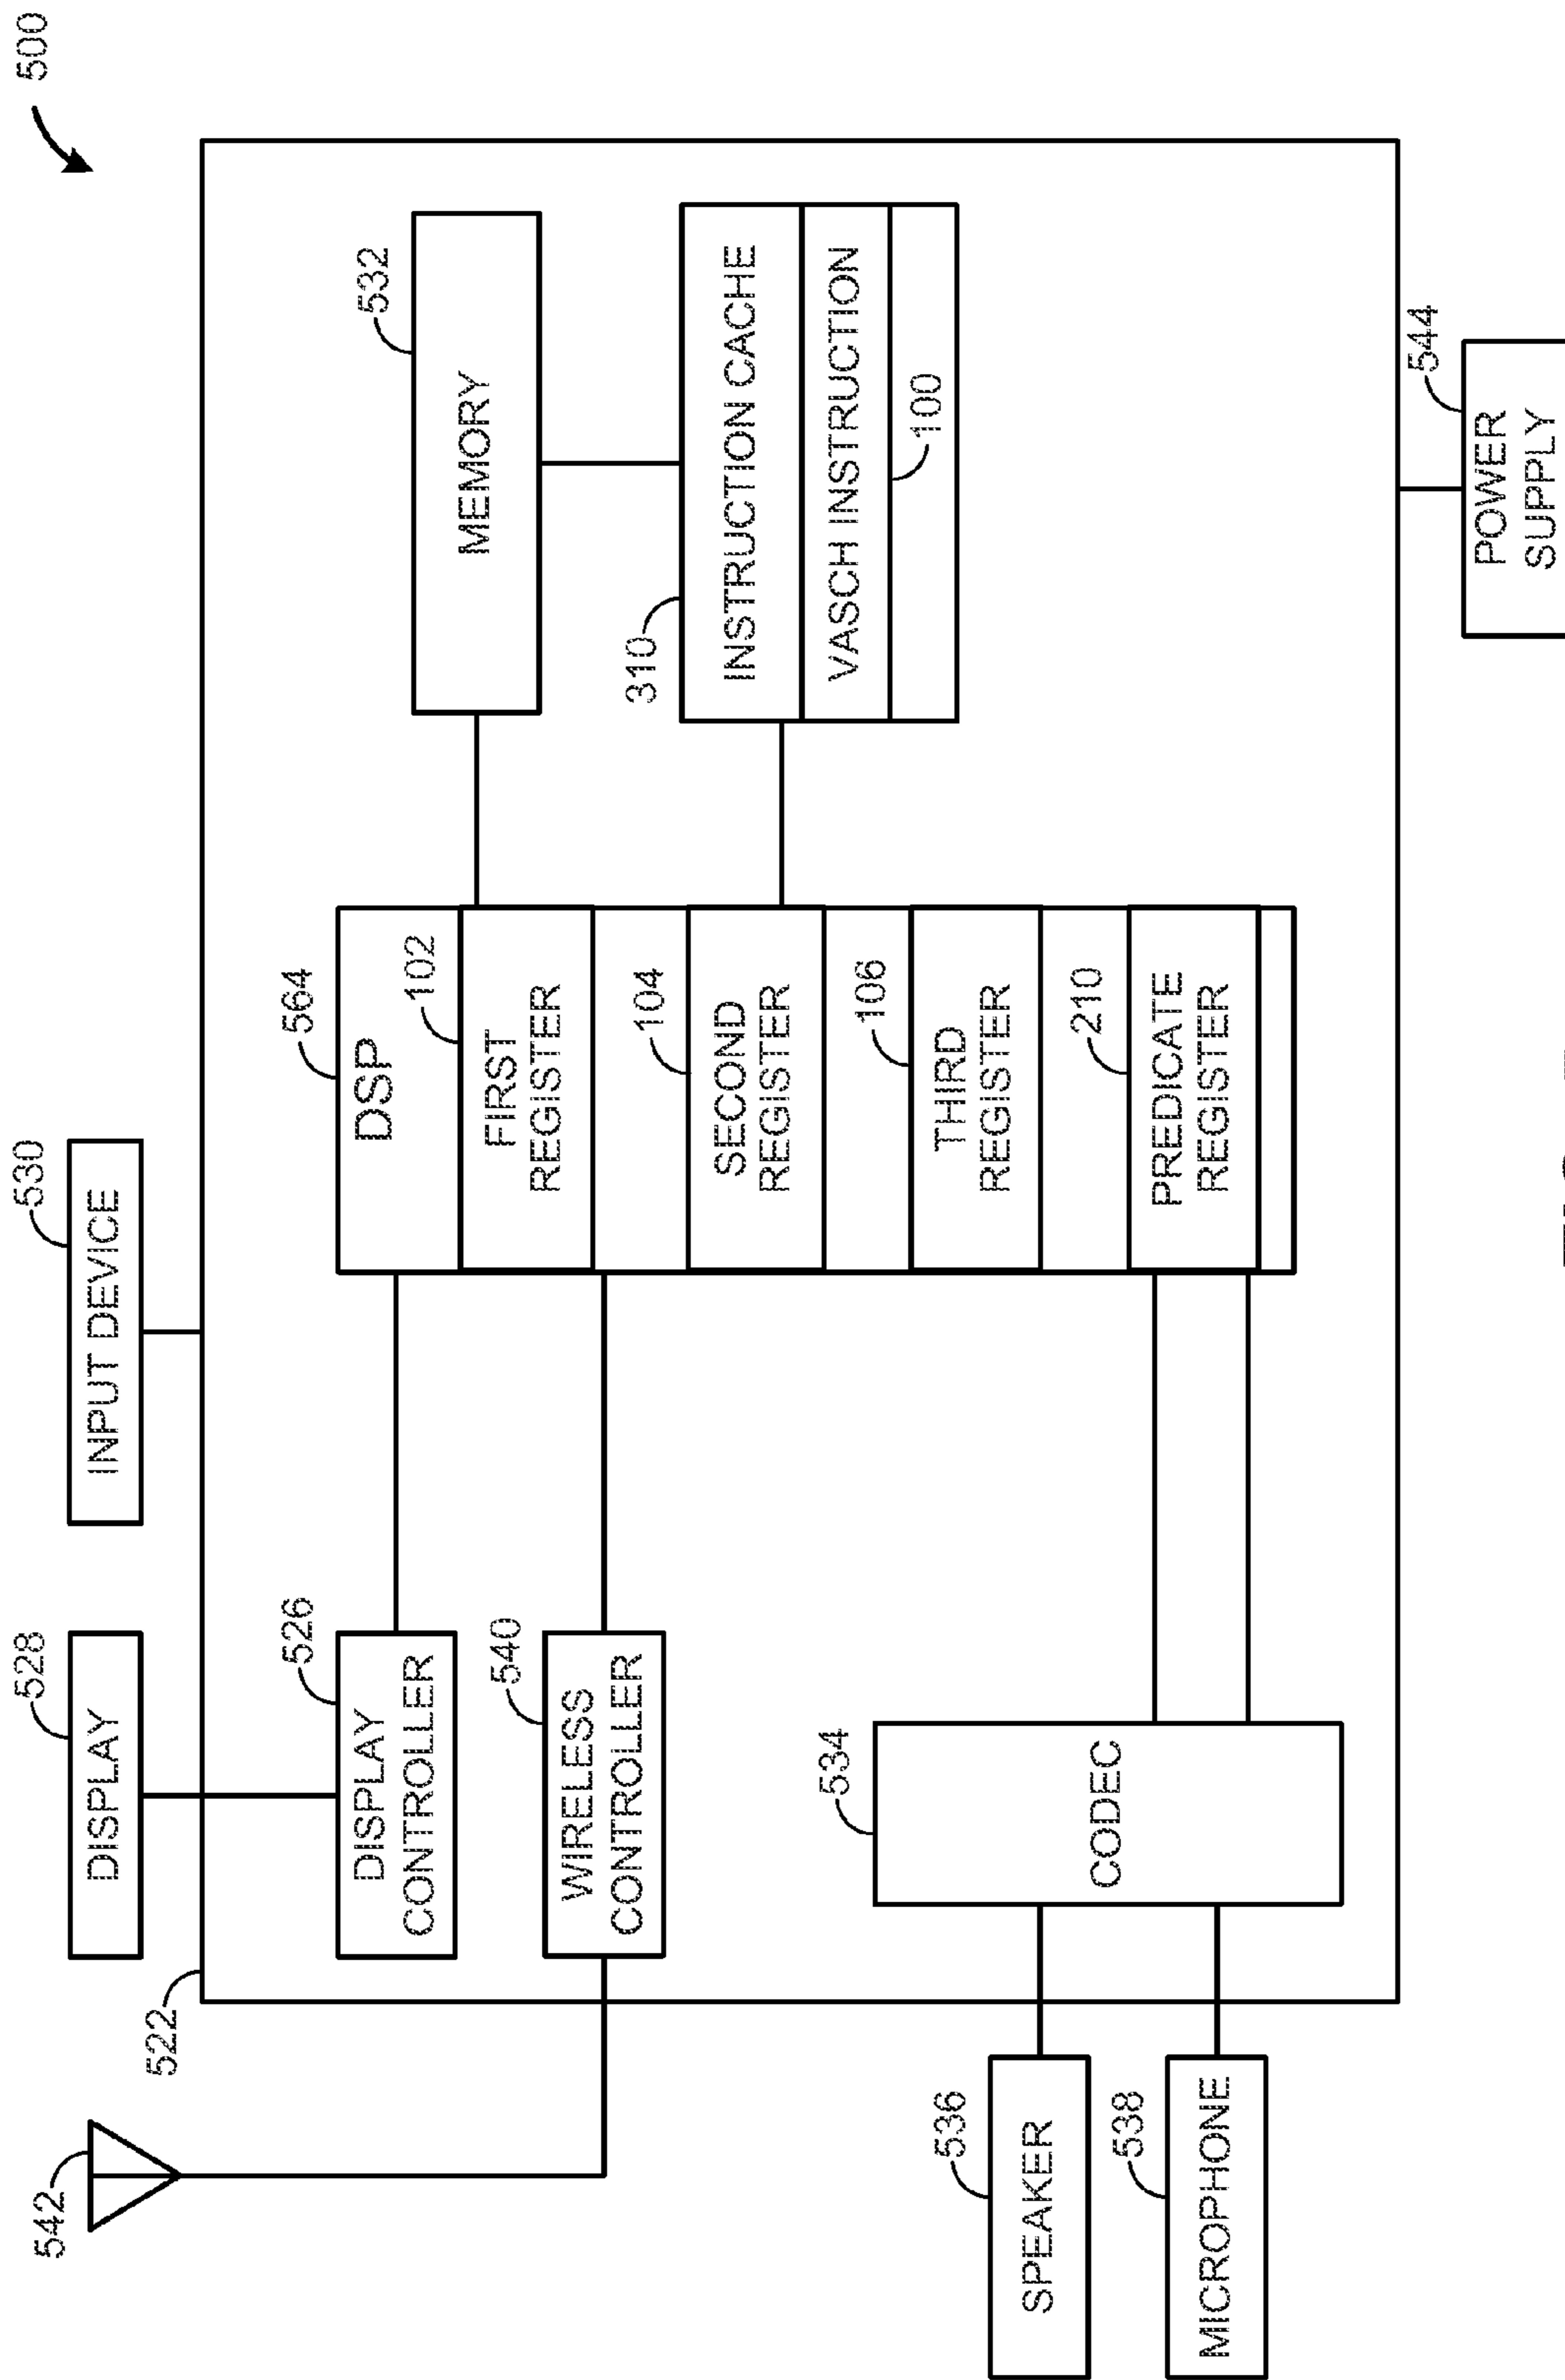 500
528
DISPLAY
530
INPUT DEVICE
542
522
526
DISPLAY
CONTROLLER
540
WIRELESS
CONTROLLER
564
DSP
102
FIRST
REGISTER
104
SECOND
REGISTER
106
THIRD
REGISTER
210
PREDICATE
REGISTER
532
MEMORY
310
INSTRUCTION CACHE
VASCH INSTRUCTION
100
534
CODEC
536
SPEAKER
538
MICROPHONE
544
POWER
SUPPLY